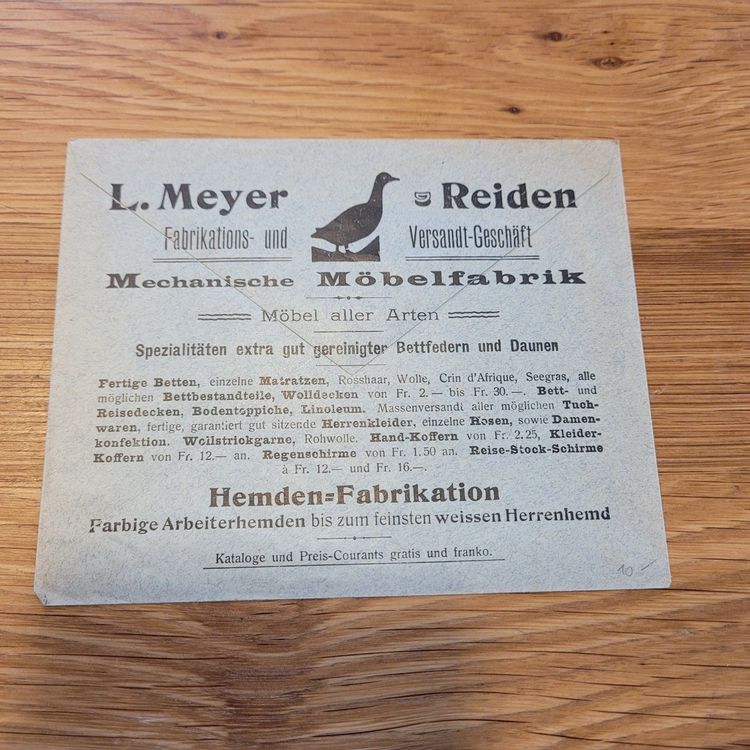 L. Meyer Reiden
Fabrikations- und Versandt-Geschäft
Mechanische Möbelfabrik
Möbel aller Arten
Spezialitäten extra gut gereinigter Bettfedern und Daunen
Fertige Betten, einzelne Matratzen, Rosshaar, Wolle, Crin d'Afrique, Seegras, alle
möglichen Bettbestandteile, Wolldecken von Fr. 2.— bis Fr. 30.—. Bett- und
Reisedecken, Bodenteppiche, Linoleum. Massenversandt aller möglichen Tuch-
waren, fertige, garantiert gut sitzende Herrenkleider, einzelne Hosen, sowie Damen-
konfektion. Wollstrickgarne, Rohwolle. Hand-Koffern von Fr. 2.25, Kleider-
Koffern von Fr. 12.— an. Regenschirme von Fr. 1.50 an. Reise-Stock-Schirme
à Fr. 12.— und Fr. 16.—.
Hemden=Fabrikation
Farbige Arbeiterhemden bis zum feinsten weissen Herrenhemd
Kataloge und Preis-Courants gratis und franko.
10.—